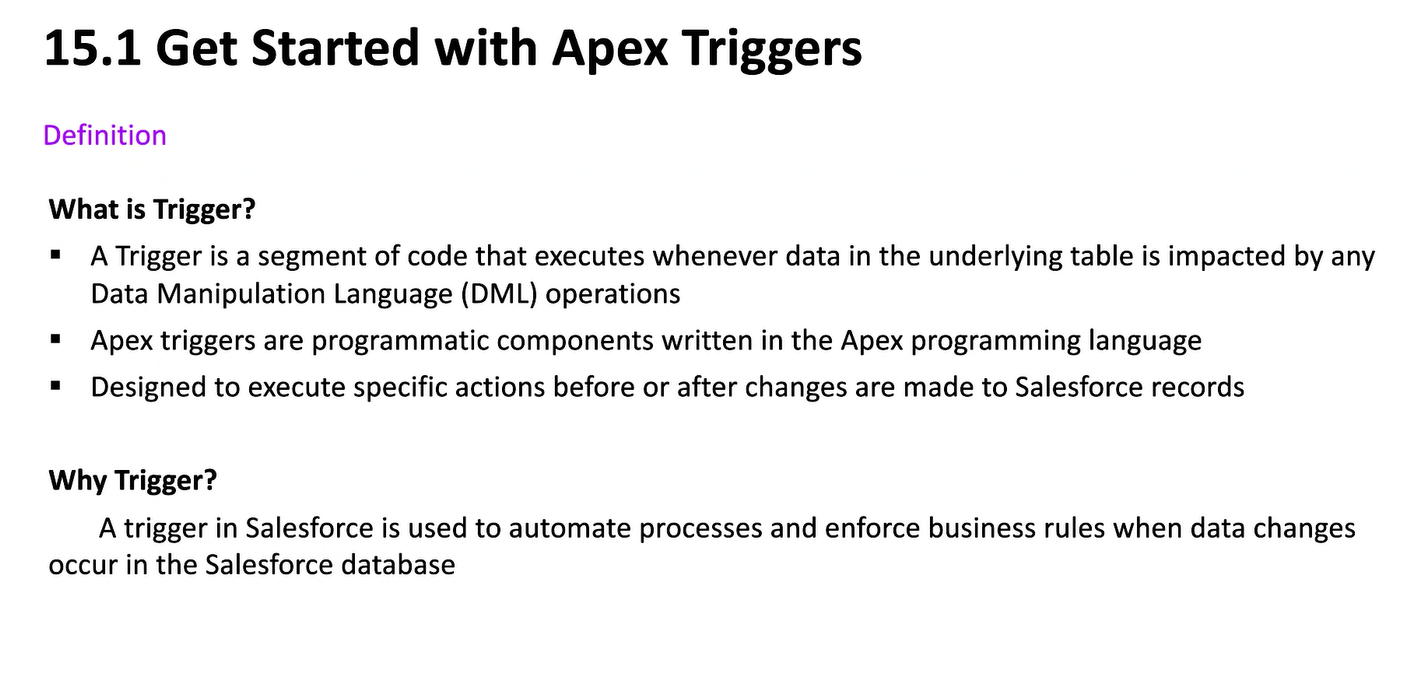 15.1 Get Started with Apex Triggers
Definition
What is Trigger?
▪ A Trigger is a segment of code that executes whenever data in the underlying table is impacted by any
Data Manipulation Language (DML) operations
▪ Apex triggers are programmatic components written in the Apex programming language
▪ Designed to execute specific actions before or after changes are made to Salesforce records
Why Trigger?
A trigger in Salesforce is used to automate processes and enforce business rules when data changes
occur in the Salesforce database